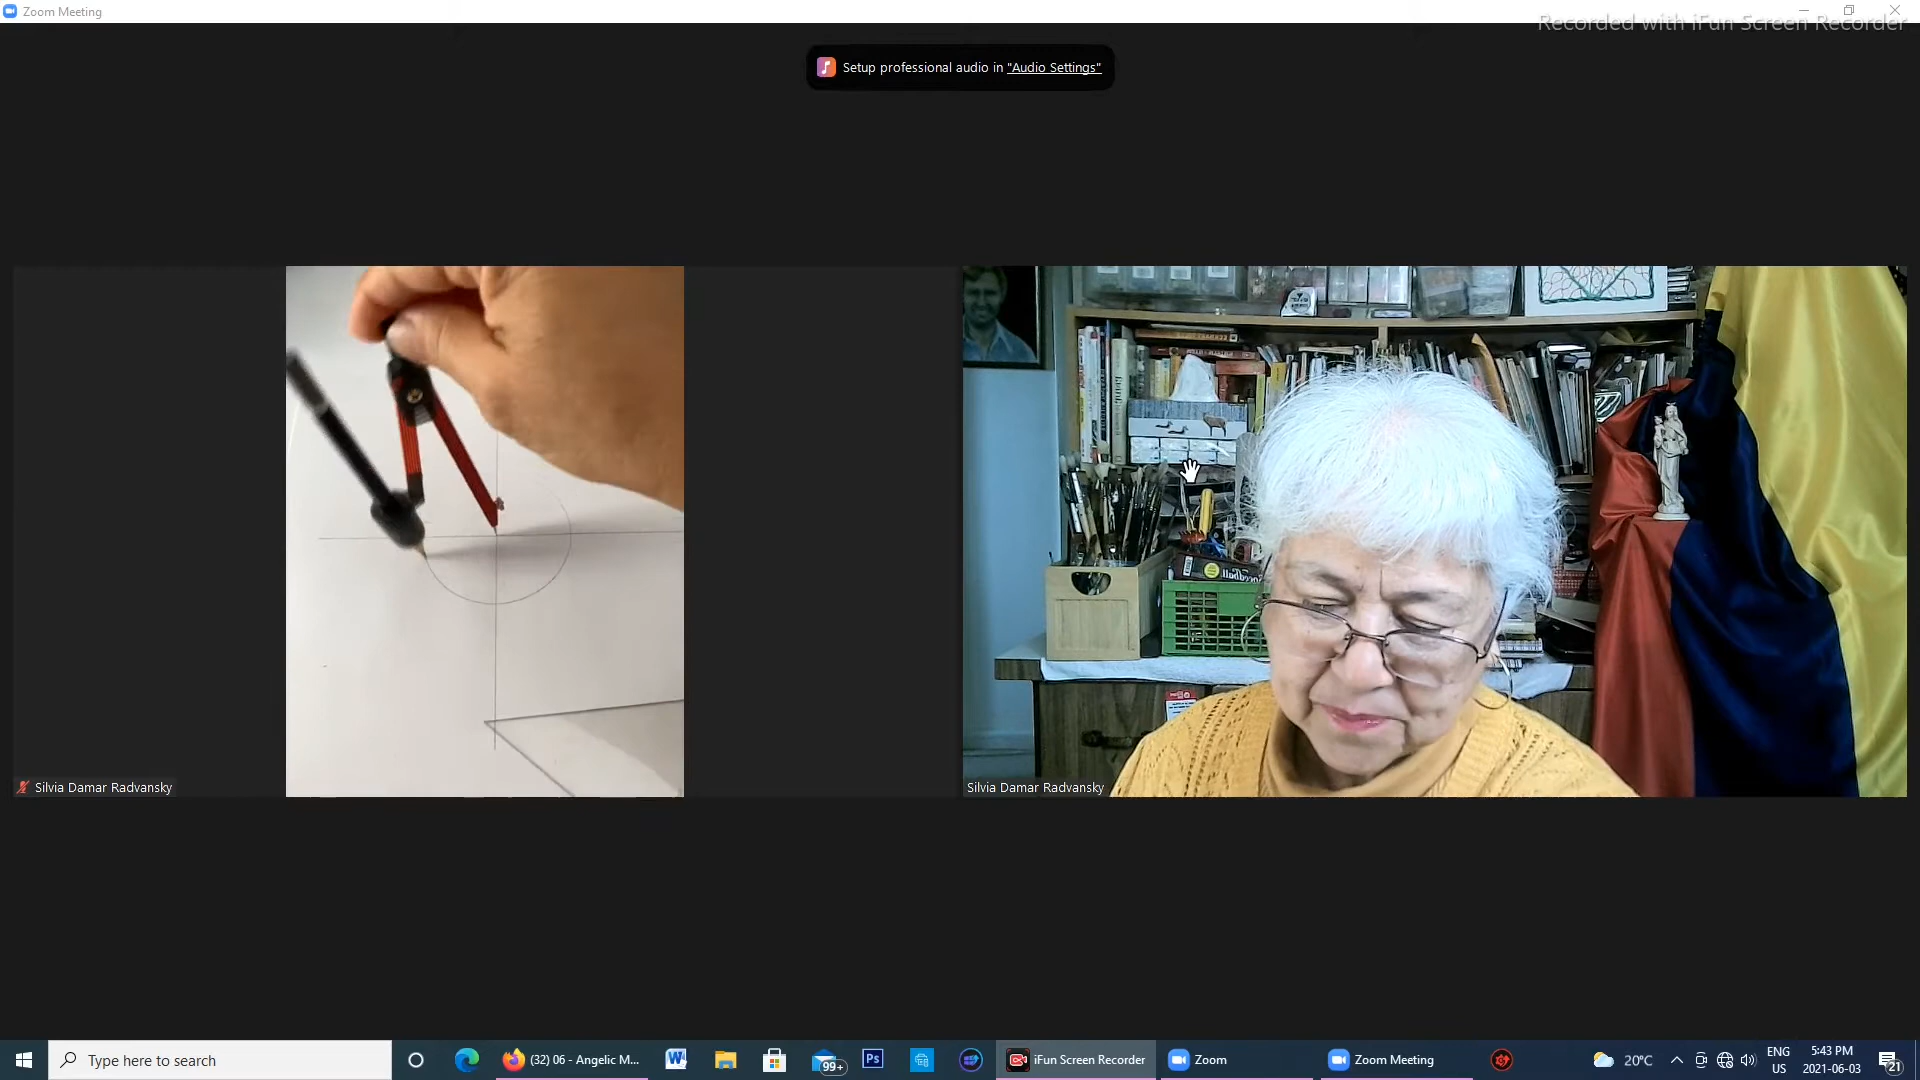 Zoom Meeting
Recorded with iFun Screen Recorder
Setup professional audio in "Audio Settings"
Silvia Damar Radvansky
Silvia Damar Radvansky
Type here to search
99+
(32) 06 - Angelic M...
Ps
iFun Screen Recorder
Zoom
Zoom Meeting
20°C
ENG
US
5:43 PM
2021-06-03
21